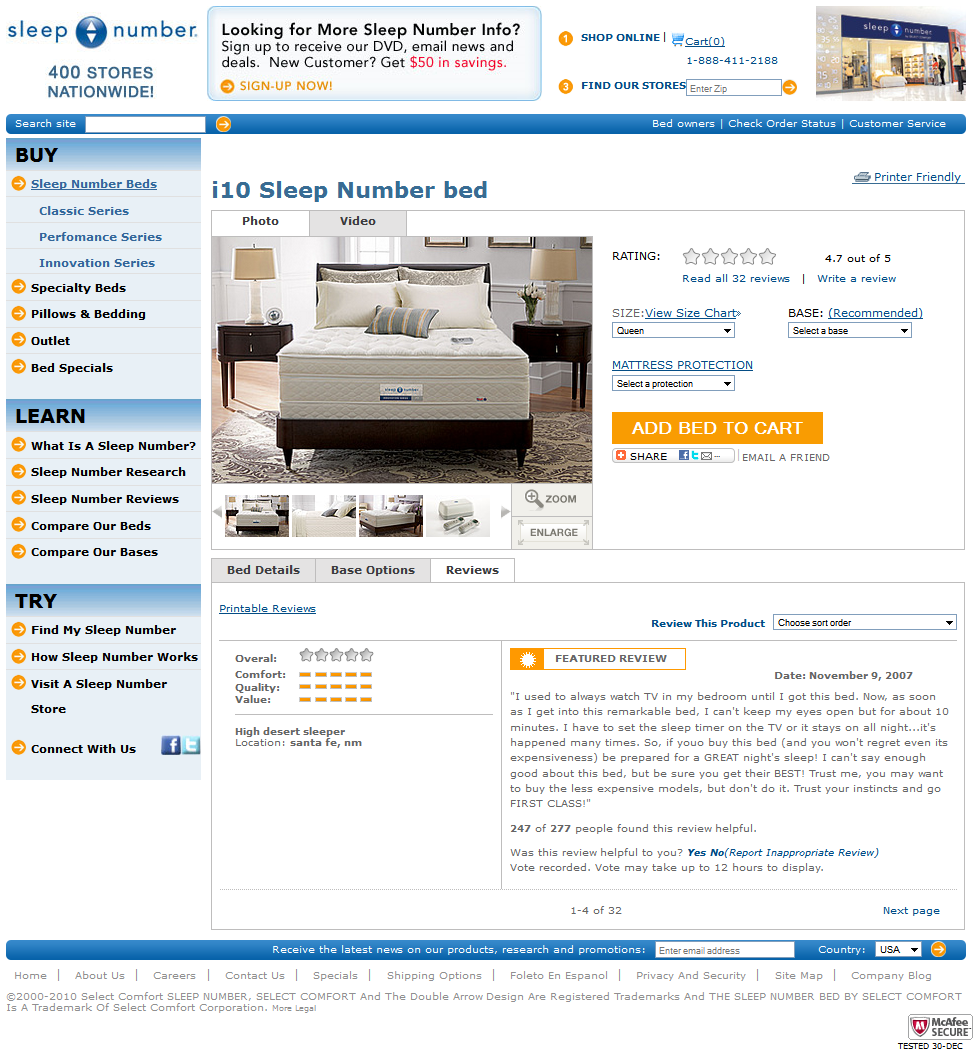 sleep number.
400 STORES
NATIONWIDE!
Looking for More Sleep Number Info?
Sign up to receive our DVD, email news and
deals. New Customer? Get $50 in savings.
SIGN-UP NOW!
1 SHOP ONLINE | Cart(0)
1-888-411-2188
3 FIND OUR STORES Enter Zip
sleep number
Search site
Bed owners | Check Order Status | Customer Service
BUY
Sleep Number Beds
Classic Series
Perfomance Series
Innovation Series
Specialty Beds
Pillows & Bedding
Outlet
Bed Specials
LEARN
What Is A Sleep Number?
Sleep Number Research
Sleep Number Reviews
Compare Our Beds
Compare Our Bases
TRY
Find My Sleep Number
How Sleep Number Works
Visit A Sleep Number
Store
Connect With Us
i10 Sleep Number bed
Printer Friendly
Photo Video
sleep number
RATING: 4.7 out of 5
Read all 32 reviews | Write a review
SIZE:View Size Chart» BASE: (Recommended)
Queen Select a base
MATTRESS PROTECTION
Select a protection
ADD BED TO CART
SHARE EMAIL A FRIEND
ZOOM
ENLARGE
Bed Details Base Options Reviews
Printable Reviews
Review This Product Choose sort order
Overal:
Comfort:
Quality:
Value:
High desert sleeper
Location: santa fe, nm
FEATURED REVIEW
Date: November 9, 2007
"I used to always watch TV in my bedroom until I got this bed. Now, as soon
as I get into this remarkable bed, I can't keep my eyes open but for about 10
minutes. I have to set the sleep timer on the TV or it stays on all night...it's
happened many times. So, if youo buy this bed (and you won't regret even its
expensiveness) be prepared for a GREAT night's sleep! I can't say enough
good about this bed, but be sure you get their BEST! Trust me, you may want
to buy the less expensive models, but don't do it. Trust your instincts and go
FIRST CLASS!"
247 of 277 people found this review helpful.
Was this review helpful to you? Yes No(Report Inappropriate Review)
Vote recorded. Vote may take up to 12 hours to display.
1-4 of 32 Next page
Receive the latest news on our products, research and promotions: Enter email address Country: USA
Home | About Us | Careers | Contact Us | Specials | Shipping Options | Foleto En Espanol | Privacy And Security | Site Map | Company Blog
©2000-2010 Select Comfort SLEEP NUMBER, SELECT COMFORT And The Double Arrow Design Are Registered Trademarks And THE SLEEP NUMBER BED BY SELECT COMFORT
Is A Trademark Of Select Comfort Corporation. More Legal
McAfee
SECURE
TESTED 30-DEC